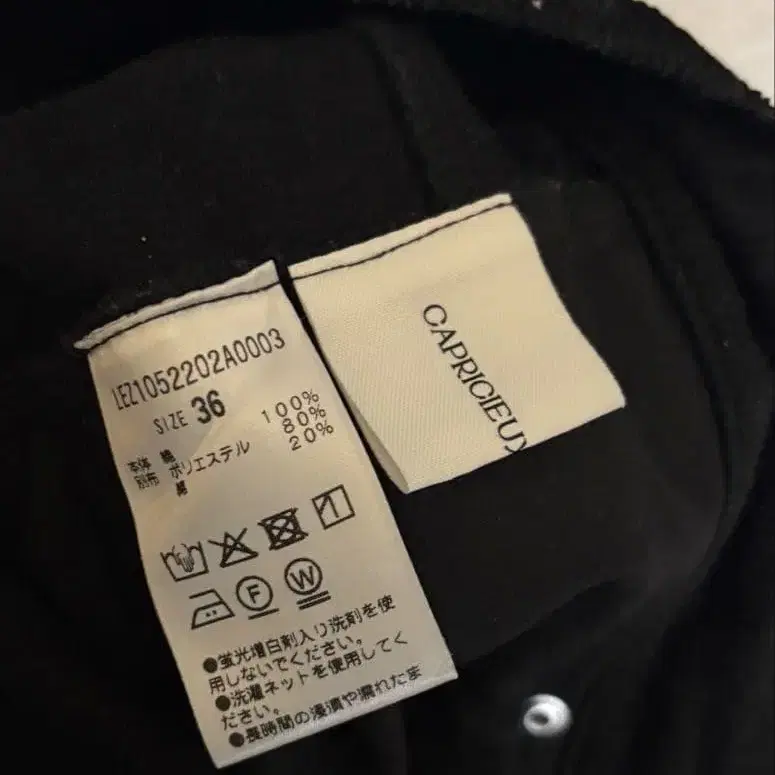 LEZ1052202A0003
SIZE 36
本体 綿 100%
別布 ポリエステル 80%
綿 20%
F W
●蛍光増白剤入り洗剤を使
用しないでください。
●洗濯ネットを使用してく
ださい。
●長時間の浸漬や濡れたま
CAPRICIEUX